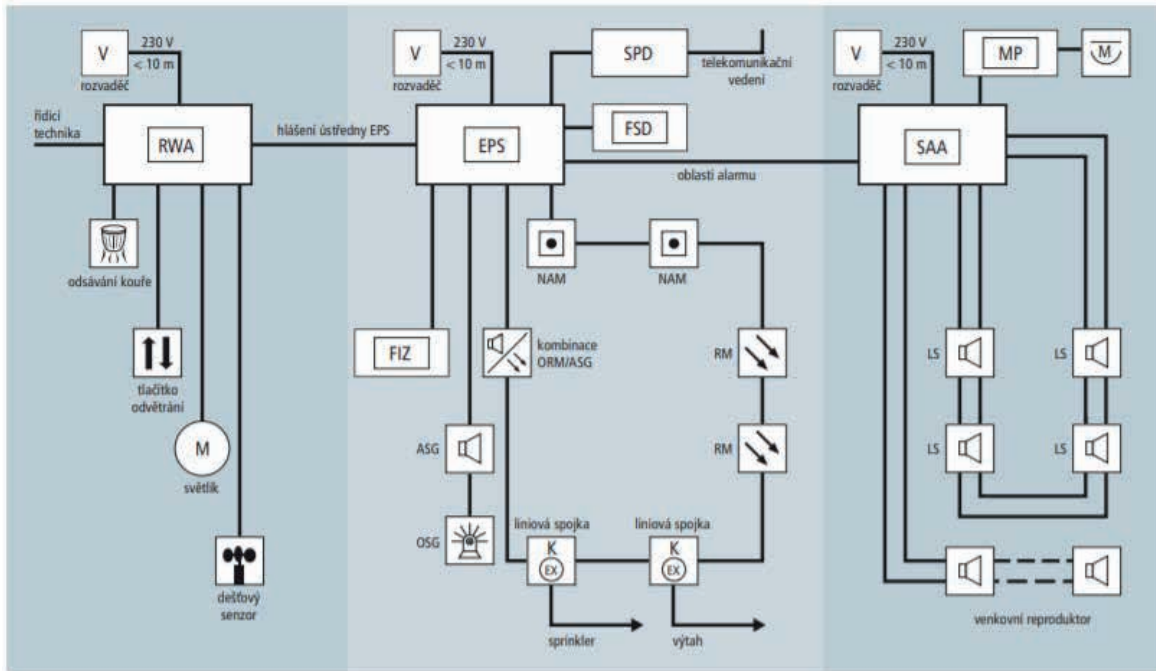 V
230 V
< 10 m
rozvaděč
řídicí
technika
RWA
hlášení ústředny EPS
odsávání kouře
tlačítko
odvětrání
M
světlík
dešťový
senzor
V
230 V
< 10 m
rozvaděč
SPD
telekomunikační
vedení
FSD
EPS
oblasti alarmu
NAM
NAM
FIZ
kombinace
ORM/ASG
RM
ASG
RM
OSG
liniová spojka
K
EX
liniová spojka
K
EX
sprinkler
výtah
V
230 V
< 10 m
rozvaděč
MP
M
SAA
LS
LS
LS
LS
venkovní reproduktor